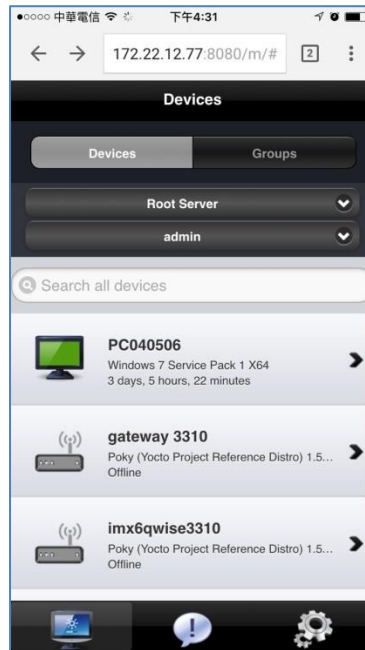 中華電信 下午4:31
172.22.12.77:8080/m/# 2
Devices
Devices Groups
Root Server
admin
Search all devices
PC040506
Windows 7 Service Pack 1 X64
3 days, 5 hours, 22 minutes
gateway 3310
Poky (Yocto Project Reference Distro) 1.5...
Offline
imx6qwise3310
Poky (Yocto Project Reference Distro) 1.5...
Offline